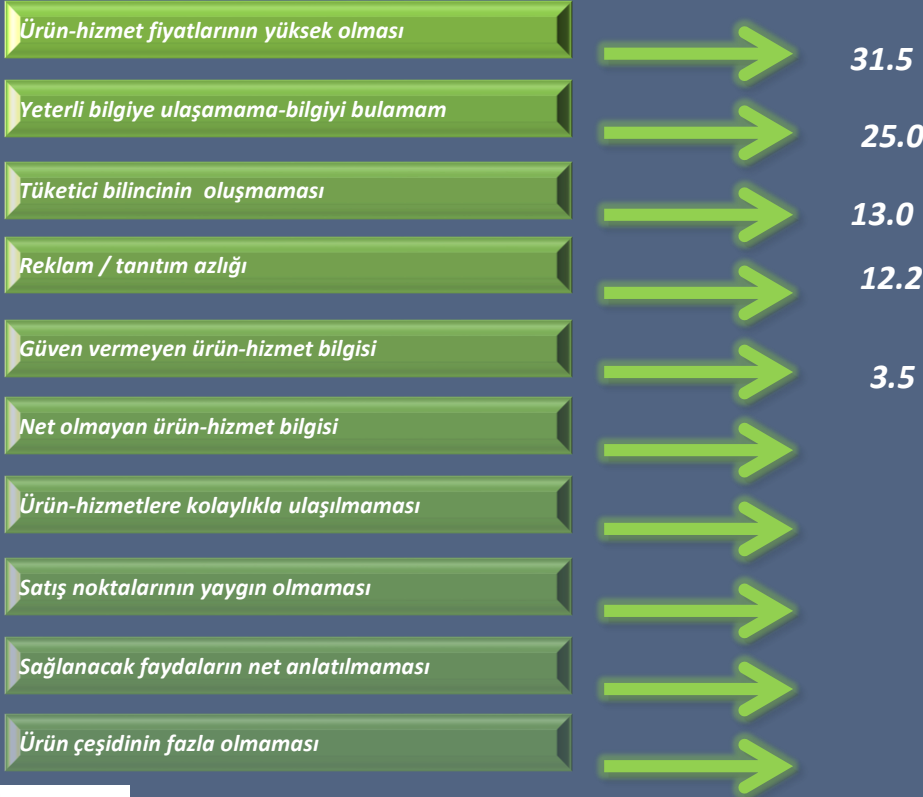 Ürün-hizmet fiyatlarının yüksek olması
31.5
Yeterli bilgiye ulaşamama-bilgiyi bulamam
25.0
Tüketici bilincinin oluşmaması
13.0
Reklam / tanıtım azlığı
12.2
Güven vermeyen ürün-hizmet bilgisi
3.5
Net olmayan ürün-hizmet bilgisi
Ürün-hizmetlere kolaylıkla ulaşılmaması
Satış noktalarının yaygın olmaması
Sağlanacak faydaların net anlatılmaması
Ürün çeşidinin fazla olmaması